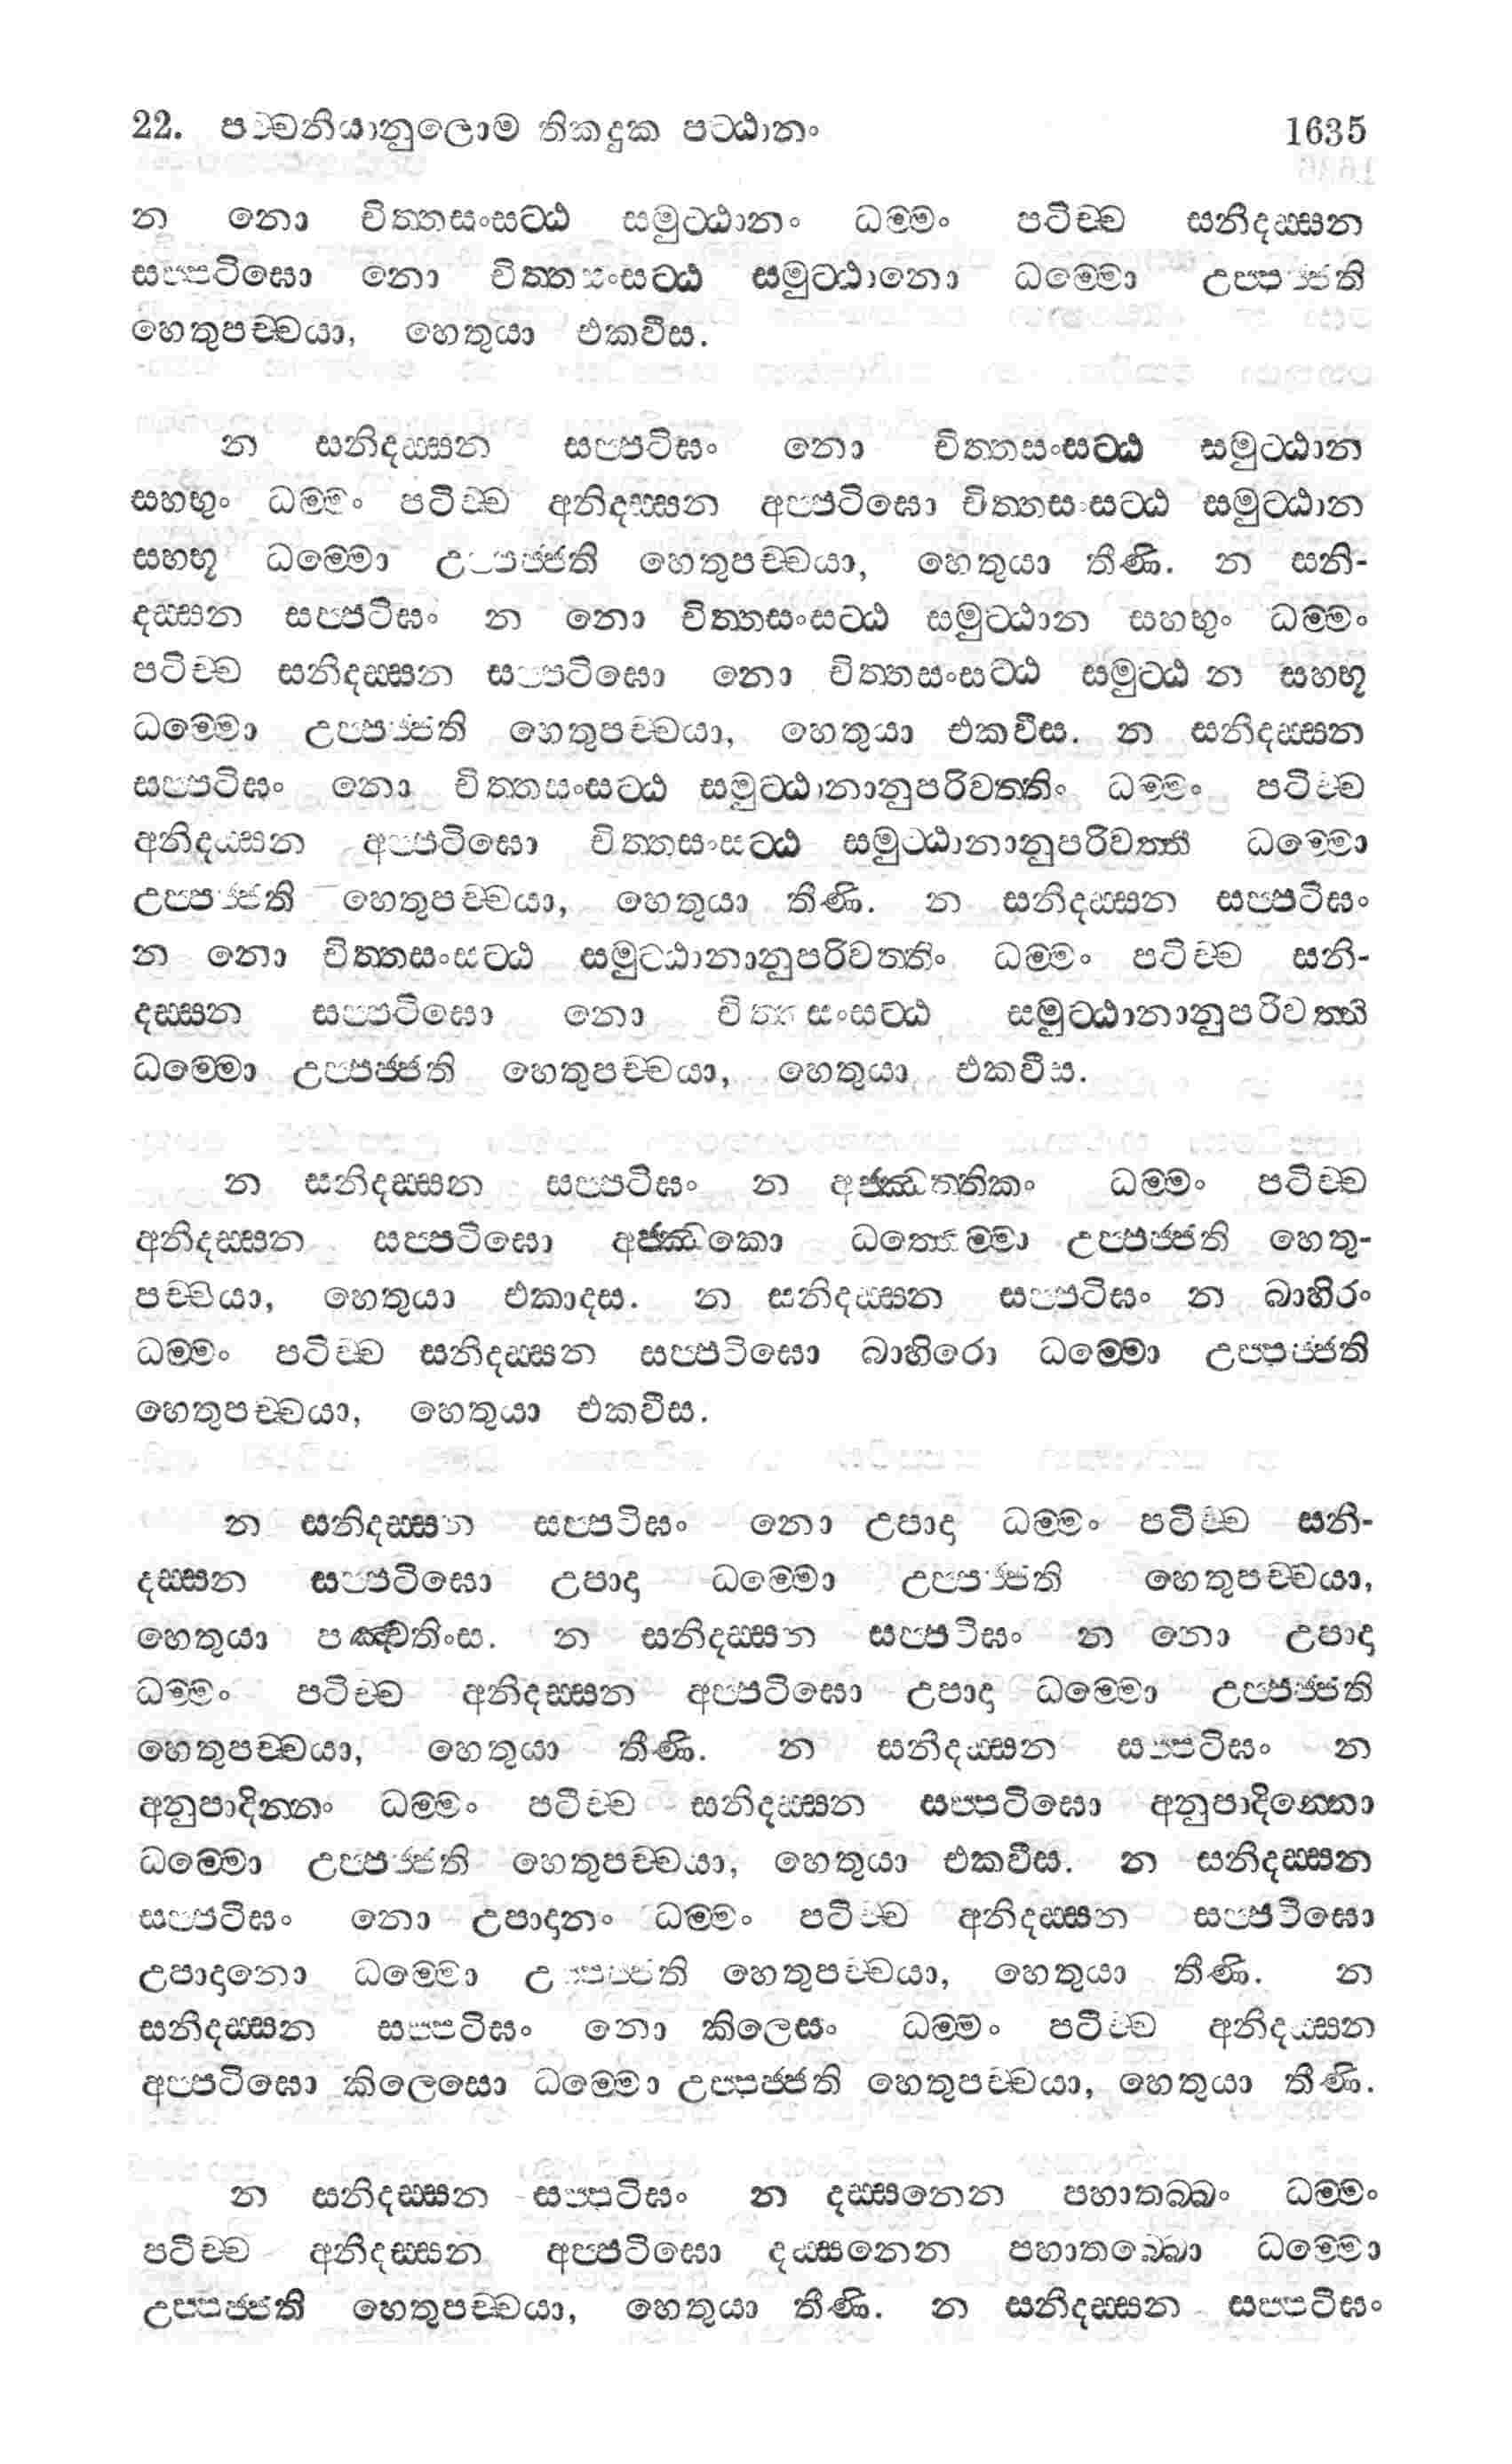 22. පච්චනියානුලොම තිකදුක පට්ඨානං 1635
න නො චිත්තසංසට්ඨ සමුට්ඨානං ධම්මං පටිච්ච සනිදස්සන
සප්පටිඝො නො චිත්තසංසට්ඨ සමුට්ඨානො ධම්මො උප්පජ්ජති
හෙතුපච්චයා, හෙතුයා එකවීස.
න සනිදස්සන සප්පටිඝං නො චිත්තසංසට්ඨ සමුට්ඨාන
සහභුං ධම්මං පටිච්ච අනිදස්සන අප්පටිඝො චිත්තසංසට්ඨ සමුට්ඨාන
සහභූ ධම්මො උප්පජ්ජති හෙතුපච්චයා, හෙතුයා තීණි. න සනි-
දස්සන සප්පටිඝං න නො චිත්තසංසට්ඨ සමුට්ඨාන සහභුං ධම්මං
පටිච්ච සනිදස්සන සප්පටිඝො නො චිත්තසංසට්ඨ සමුට්ඨාන සහභූ
ධම්මො උප්පජ්ජති හෙතුපච්චයා, හෙතුයා එකවීස. න සනිදස්සන
සප්පටිඝං නො චිත්තසංසට්ඨ සමුට්ඨානානුපරිවත්තිං ධම්මං පටිච්ච
අනිදස්සන අප්පටිඝො චිත්තසංසට්ඨ සමුට්ඨානානුපරිවත්තී ධම්මො
උප්පජ්ජති හෙතුපච්චයා, හෙතුයා තීණි. න සනිදස්සන සප්පටිඝං
න නො චිත්තසංසට්ඨ සමුට්ඨානානුපරිවත්තිං ධම්මං පටිච්ච සනි-
දස්සන සප්පටිඝො නො චිත්තසංසට්ඨ සමුට්ඨානානුපරිවත්තී
ධම්මො උප්පජ්ජති හෙතුපච්චයා, හෙතුයා එකවීස.
න සනිදස්සන සප්පටිඝං න අජ්ඣත්තිකං ධම්මං පටිච්ච
අනිදස්සන සප්පටිඝො උප්පජ්ජති හෙතු-
පච්චයා, හෙතුයා එකාදස. න සනිදස්සන සප්පටිඝං න බාහිරං
ධම්මං පටිච්ච සනිදස්සන සප්පටිඝො බාහිරො ධම්මො උප්පජ්ජති
හෙතුපච්චයා, හෙතුයා එකවීස.
න සනිදස්සන සප්පටිඝං නො උපාදා ධම්මං පටිච්ච සනි-
දස්සන සප්පටිඝො උපාදා ධම්මො උප්පජ්ජති හෙතුපච්චයා,
හෙතුයා පඤ්චතිංස. න සනිදස්සන සප්පටිඝං න නො උපාදා
ධම්මං පටිච්ච අනිදස්සන අප්පටිඝො උපාදා ධම්මො උප්පජ්ජති
හෙතුපච්චයා, හෙතුයා තීණි. න සනිදස්සන සප්පටිඝං න
අනුපාදින්නං ධම්මං පටිච්ච සනිදස්සන සප්පටිඝො අනුපාදින්නො
ධම්මො උප්පජ්ජති හෙතුපච්චයා, හෙතුයා එකවීස. න සනිදස්සන
සප්පටිඝං නො උපාදානං ධම්මං පටිච්ච අනිදස්සන සප්පටිඝො
උපාදානො ධම්මො උප්පජ්ජති හෙතුපච්චයා, හෙතුයා තීණි. න
සනිදස්සන සප්පටිඝං නො කිලෙසං ධම්මං පටිච්ච අනිදස්සන
අප්පටිඝො කිලෙසො ධම්මො උප්පජ්ජති හෙතුපච්චයා, හෙතුයා තීණි.
න සනිදස්සන සප්පටිඝං න දස්සනෙන පහාතබ්බං ධම්මං
පටිච්ච අනිදස්සන අප්පටිඝො දස්සනෙන පහාතබ්බො ධම්මො
උප්පජ්ජති හෙතුපච්චයා, හෙතුයා තීණි. න සනිදස්සන සප්පටිඝං